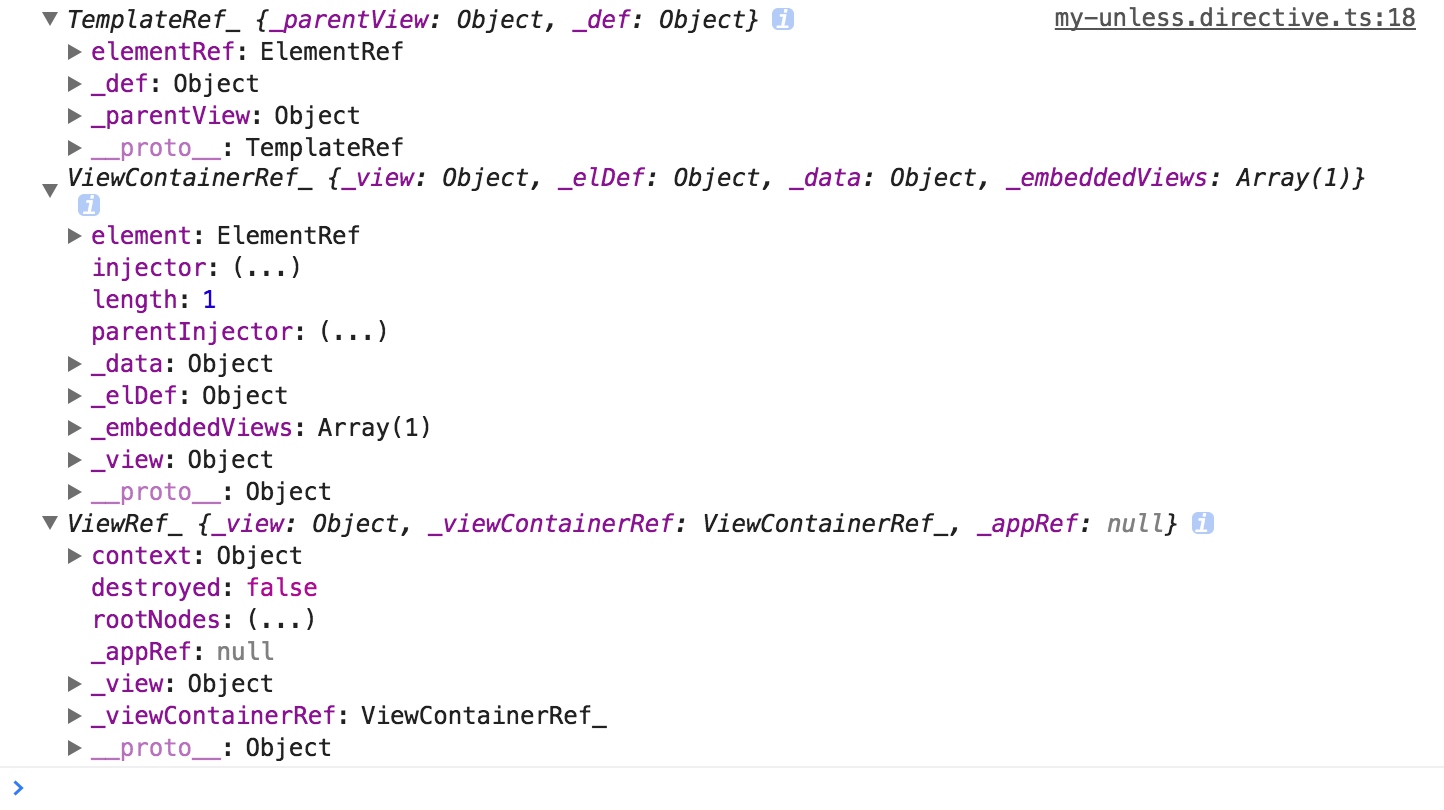 ▼ TemplateRef_ {_parentView: Object, _def: Object} i my-unless.directive.ts:18
▶ elementRef: ElementRef
▶ _def: Object
▶ _parentView: Object
▶ __proto__: TemplateRef
▼ ViewContainerRef_ {_view: Object, _elDef: Object, _data: Object, _embeddedViews: Array(1)}
i
▶ element: ElementRef
injector: (...)
length: 1
parentInjector: (...)
▶ _data: Object
▶ _elDef: Object
▶ _embeddedViews: Array(1)
▶ _view: Object
▶ __proto__: Object
▼ ViewRef_ {_view: Object, _viewContainerRef: ViewContainerRef_, _appRef: null} i
▶ context: Object
destroyed: false
rootNodes: (...)
_appRef: null
▶ _view: Object
▶ _viewContainerRef: ViewContainerRef_
▶ __proto__: Object
>